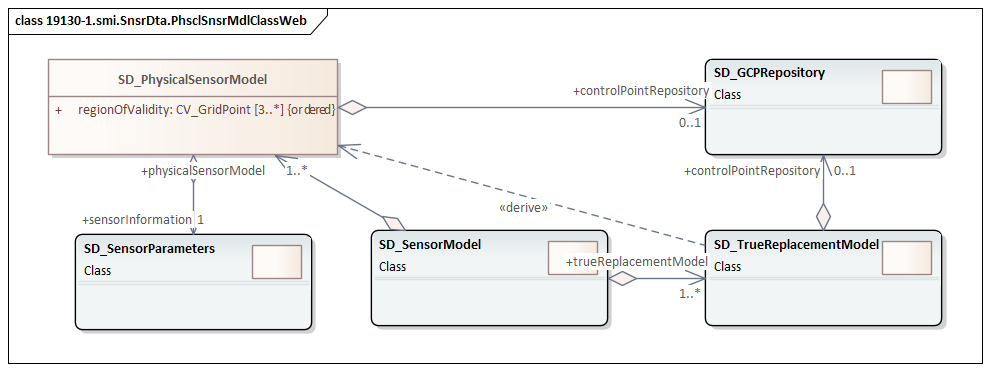 class 19130-1.smi.SnsrDta.PhsclSnsrMdlClassWeb
SD_PhysicalSensorModel
+ regionOfValidity: CV_GridPoint [3..*] {ordered}
SD_GCPRepository
Class
+controlPointRepository
0..1
+physicalSensorModel
1..*
+controlPointRepository
0..1
«derive»
+sensorInformation 1
SD_SensorParameters
Class
SD_SensorModel
Class
+trueReplacementModel
1..*
SD_TrueReplacementModel
Class